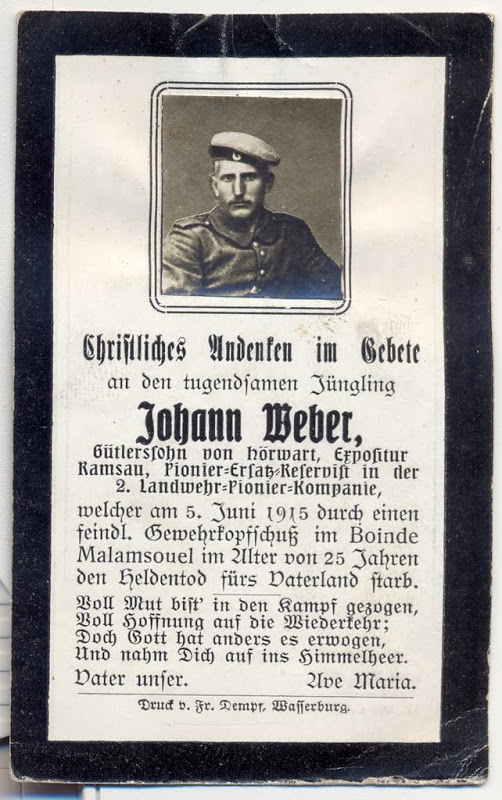 Christliches Andenken im Gebete
an den tugendsamen Jüngling
Johann Weber,
Gütlerssohn von Hörwart, Expositur
Ramsau, Pionier-Ersatz-Reservist in der
2. Landwehr-Pionier-Kompanie,
welcher am 5. Juni 1915 durch einen
feindl. Gewehrkopfschuß im Boinde
Malamsouel im Alter von 25 Jahren
den Heldentod fürs Vaterland starb.
Voll Mut bist' in den Kampf gezogen,
Voll Hoffnung auf die Wiederkehr;
Doch Gott hat anders es erwogen,
Und nahm Dich auf ins Himmelheer.
Vater unser. Ave Maria.
Druck v. Fr. Dempf, Wasserburg.